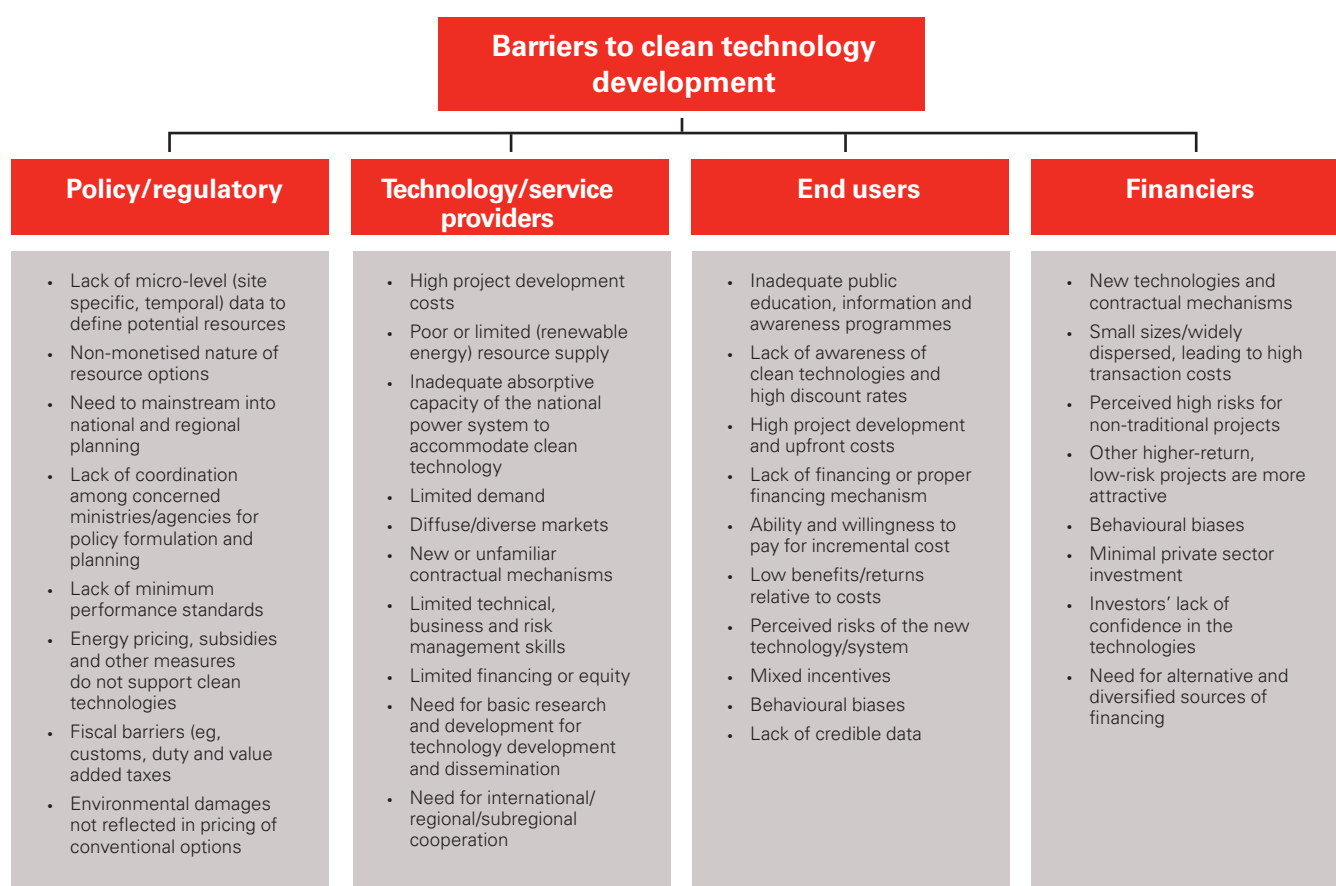 Barriers to clean technology
development
Policy/regulatory
• Lack of micro-level (site
specific, temporal) data to
define potential resources
• Non-monetised nature of
resource options
• Need to mainstream into
national and regional
planning
• Lack of coordination
among concerned
ministries/agencies for
policy formulation and
planning
• Lack of minimum
performance standards
• Energy pricing, subsidies
and other measures
do not support clean
technologies
• Fiscal barriers (eg,
customs, duty and value
added taxes
• Environmental damages
not reflected in pricing of
conventional options
Technology/service
providers
• High project development
costs
• Poor or limited (renewable
energy) resource supply
• Inadequate absorptive
capacity of the national
power system to
accommodate clean
technology
• Limited demand
• Diffuse/diverse markets
• New or unfamiliar
contractual mechanisms
• Limited technical,
business and risk
management skills
• Limited financing or equity
• Need for basic research
and development for
technology development
and dissemination
• Need for international/
regional/subregional
cooperation
End users
• Inadequate public
education, information and
awareness programmes
• Lack of awareness of
clean technologies and
high discount rates
• High project development
and upfront costs
• Lack of financing or proper
financing mechanism
• Ability and willingness to
pay for incremental cost
• Low benefits/returns
relative to costs
• Perceived risks of the new
technology/system
• Mixed incentives
• Behavioural biases
• Lack of credible data
Financiers
• New technologies and
contractual mechanisms
• Small sizes/widely
dispersed, leading to high
transaction costs
• Perceived high risks for
non-traditional projects
• Other higher-return,
low-risk projects are more
attractive
• Behavioural biases
• Minimal private sector
investment
• Investors' lack of
confidence in the
technologies
• Need for alternative and
diversified sources of
financing